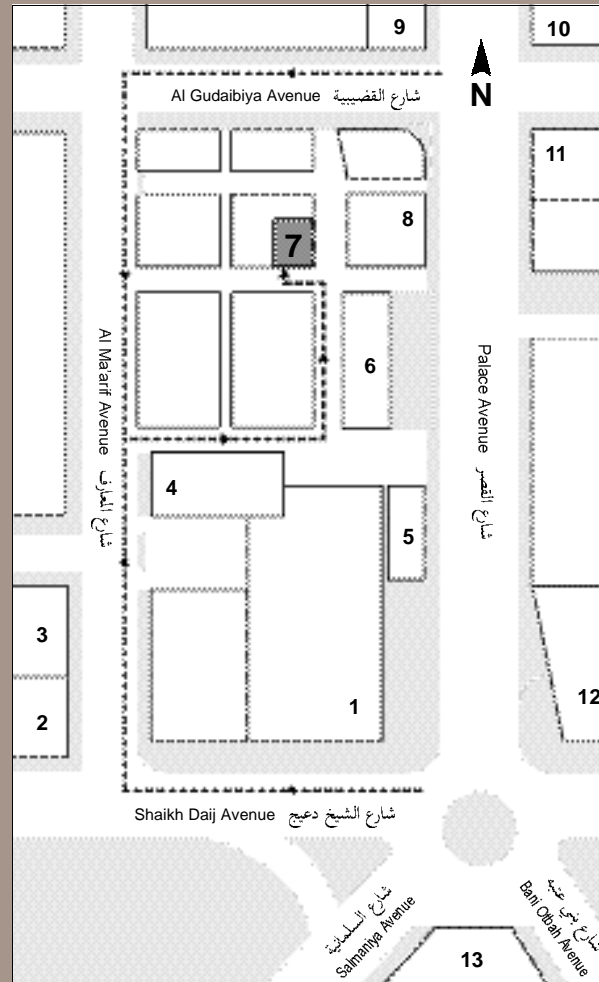 9
10
N
Al Gudaibiya Avenue شارع القضيبية
11
8
7
6
Al Ma'arif Avenue شارع المعارف
Palace Avenue شارع القصر
4
5
3
2
1
12
Shaikh Daij Avenue شارع الشيخ دعيج
شارع السلمانية
Salmaniya Avenue
شارع بني عتبه
Bani Otbah Avenue
13